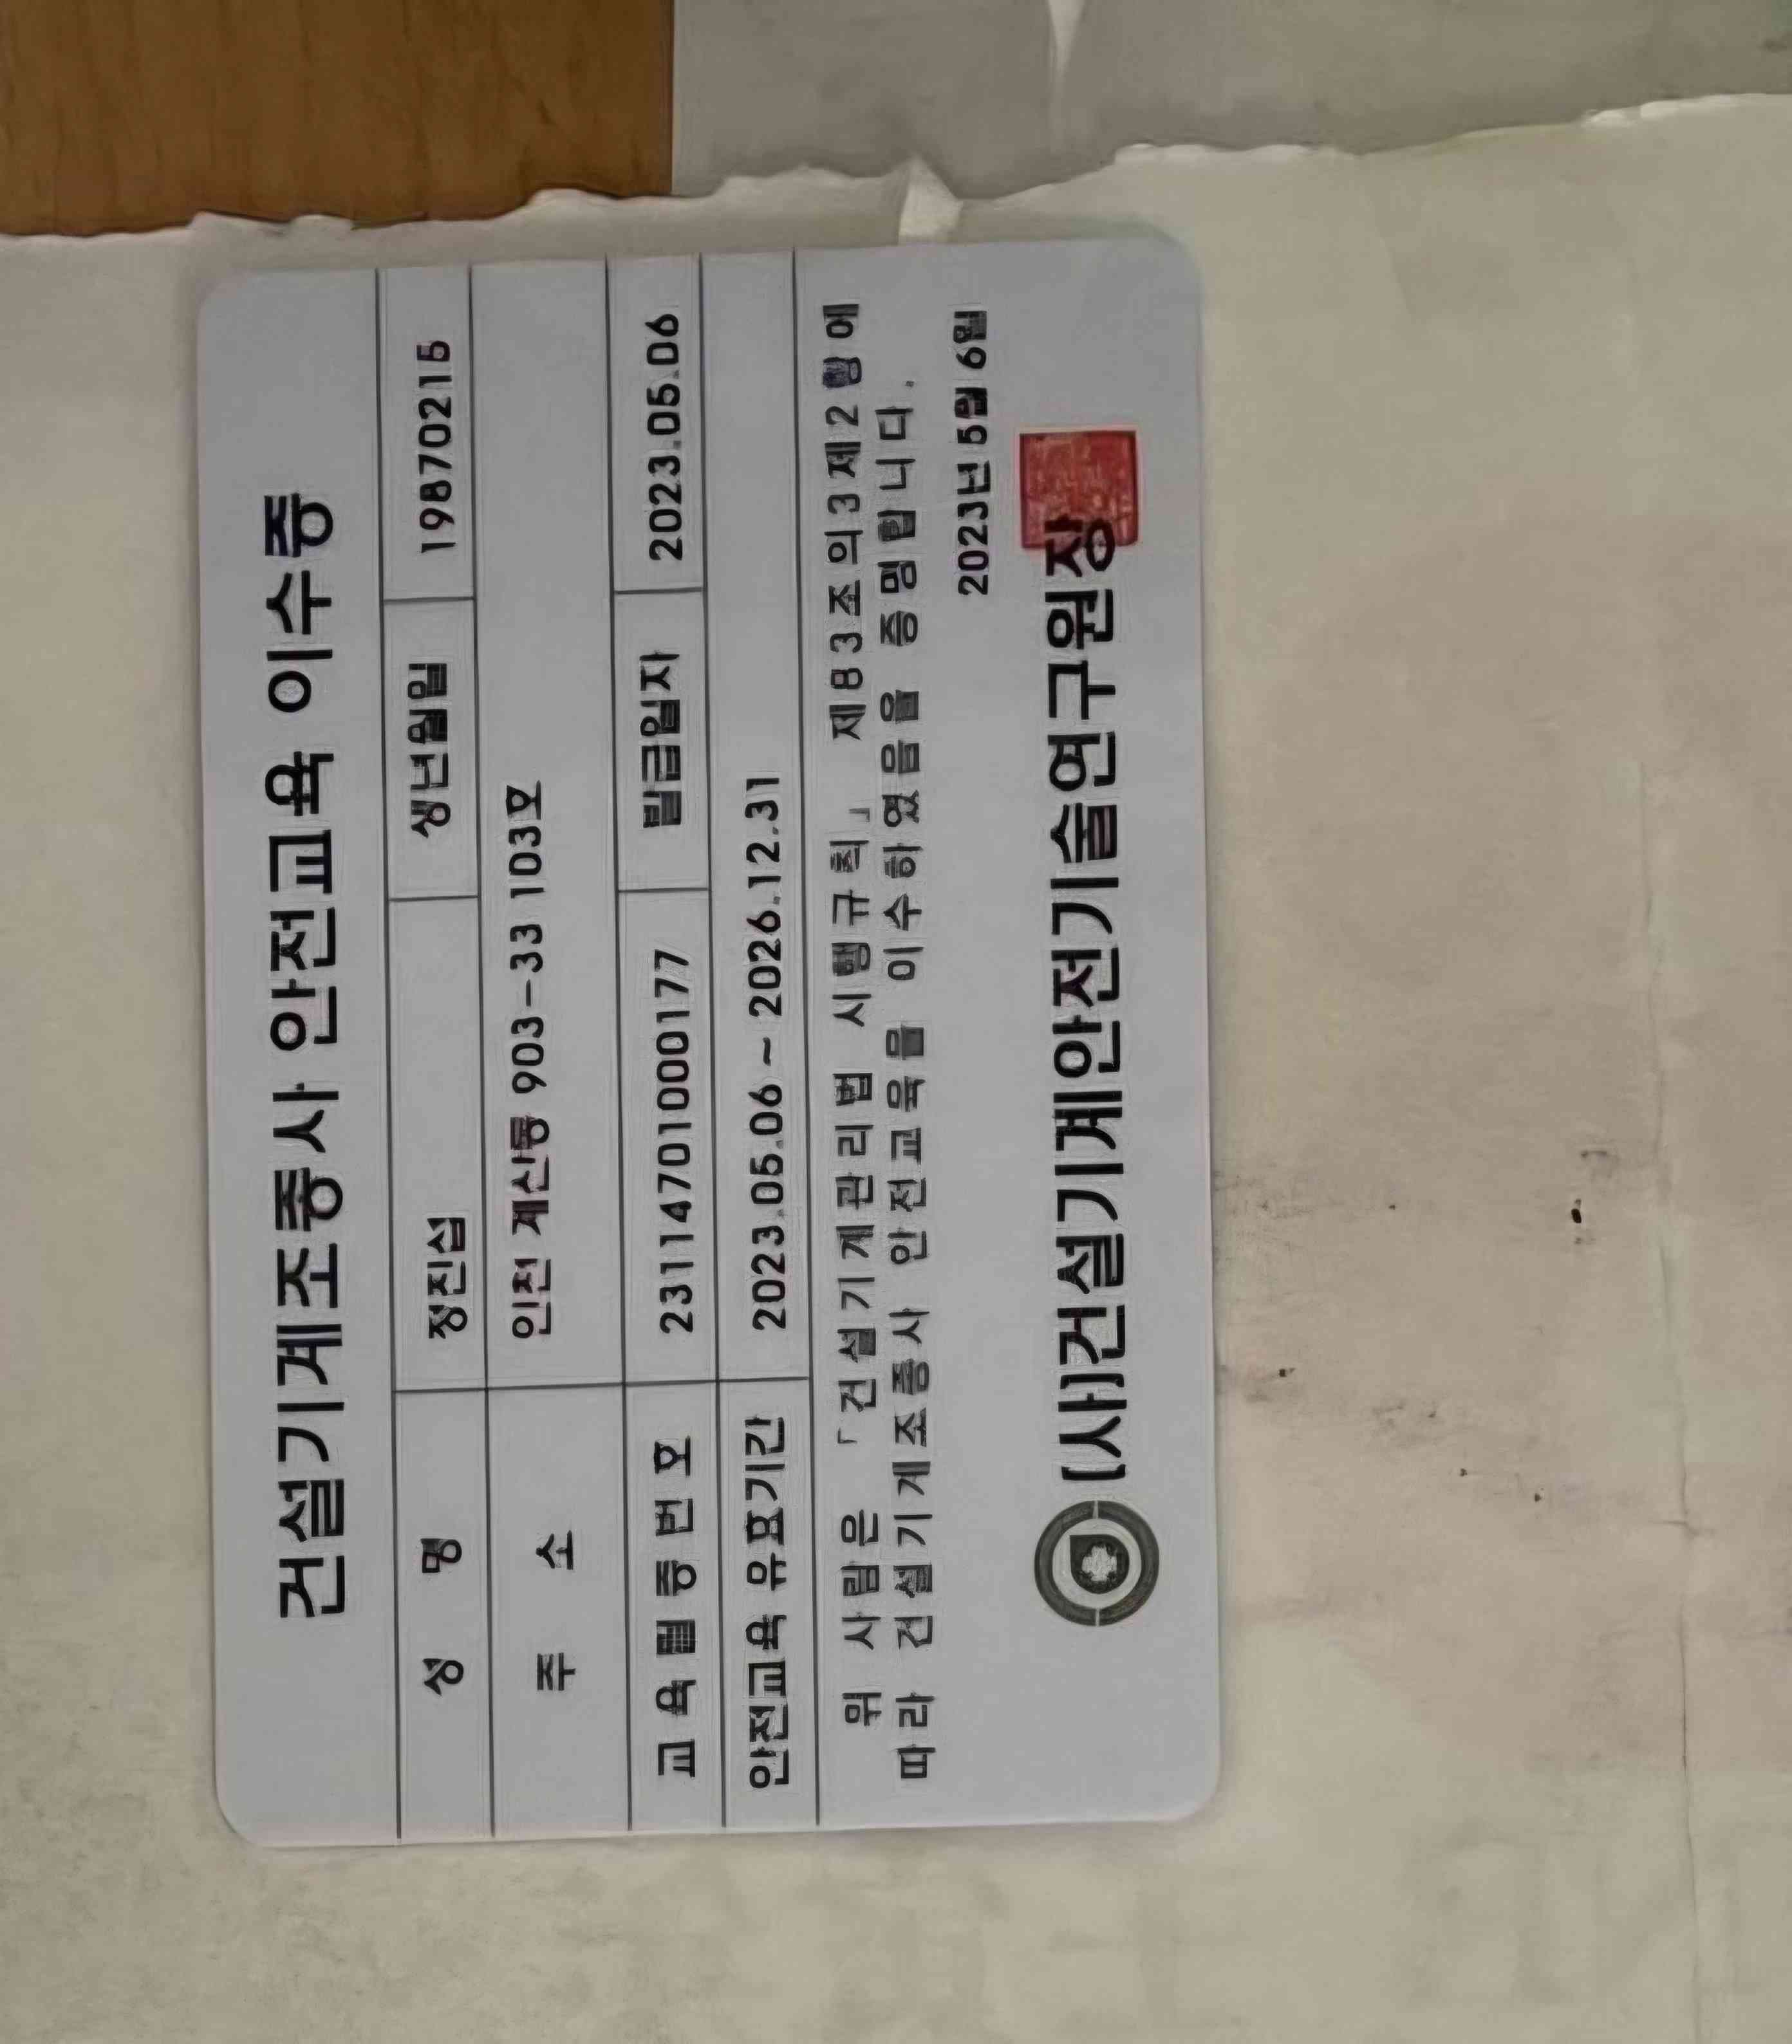 건설기계조종사 안전교육 이수증
성 명 정진섭 생년월일 19870215
주 소 인천 계산동 903-33 103호
교육필증번호 2311470101000177 발급일자 2023.05.06
안전교육 유효기간 2023.05.06 ~ 2026.12.31
위 사람은 「건설기계관리법 시행규칙」 제83조의3제2항에
따라 건설기계조종사 안전교육을 이수하였음을 증명합니다.
2023년 5월 6일
(사)건설기계안전기술연구원장